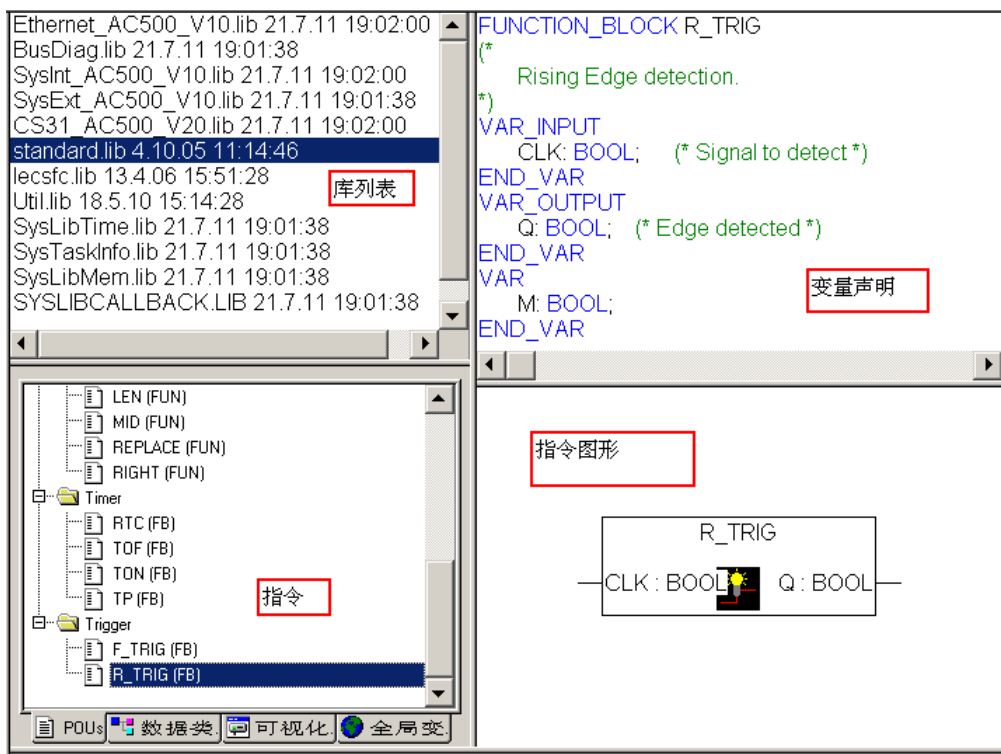 Ethernet_AC500_V10.lib 21.7.11 19:02:00
BusDiag.lib 21.7.11 19:01:38
SysInt_AC500_V10.lib 21.7.11 19:02:00
SysExt_AC500_V10.lib 21.7.11 19:01:38
CS31_AC500_V20.lib 21.7.11 19:02:00
standard.lib 4.10.05 11:14:46
Iecsfc.lib 13.4.06 15:51:28
Util.lib 18.5.10 15:14:28
SysLibTime.lib 21.7.11 19:01:38
SysTaskInfo.lib 21.7.11 19:01:38
SysLibMem.lib 21.7.11 19:01:38
SYSLIBCALLBACK.LIB 21.7.11 19:01:38
库列表
FUNCTION_BLOCK R_TRIG
(*
Rising Edge detection.
*)
VAR_INPUT
CLK: BOOL; (* Signal to detect *)
END_VAR
VAR_OUTPUT
Q: BOOL; (* Edge detected *)
END_VAR
VAR
M: BOOL;
END_VAR
变量声明
LEN (FUN)
MID (FUN)
REPLACE (FUN)
RIGHT (FUN)
Timer
RTC (FB)
TOF (FB)
TON (FB)
TP (FB)
Trigger
F_TRIG (FB)
R_TRIG (FB)
指令
POUs 数据类 可视化 全局变
指令图形
R_TRIG
CLK : BOOL Q : BOOL